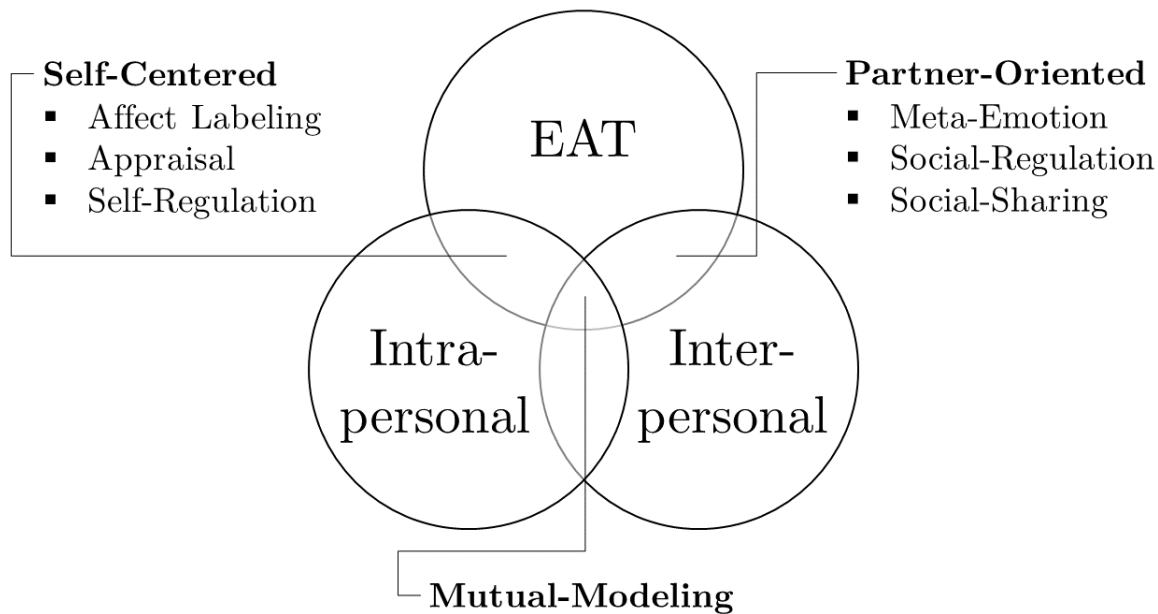 Self-Centered
▪ Affect Labeling
▪ Appraisal
▪ Self-Regulation
EAT
Partner-Oriented
▪ Meta-Emotion
▪ Social-Regulation
▪ Social-Sharing
Intra-
personal
Inter-
personal
Mutual-Modeling